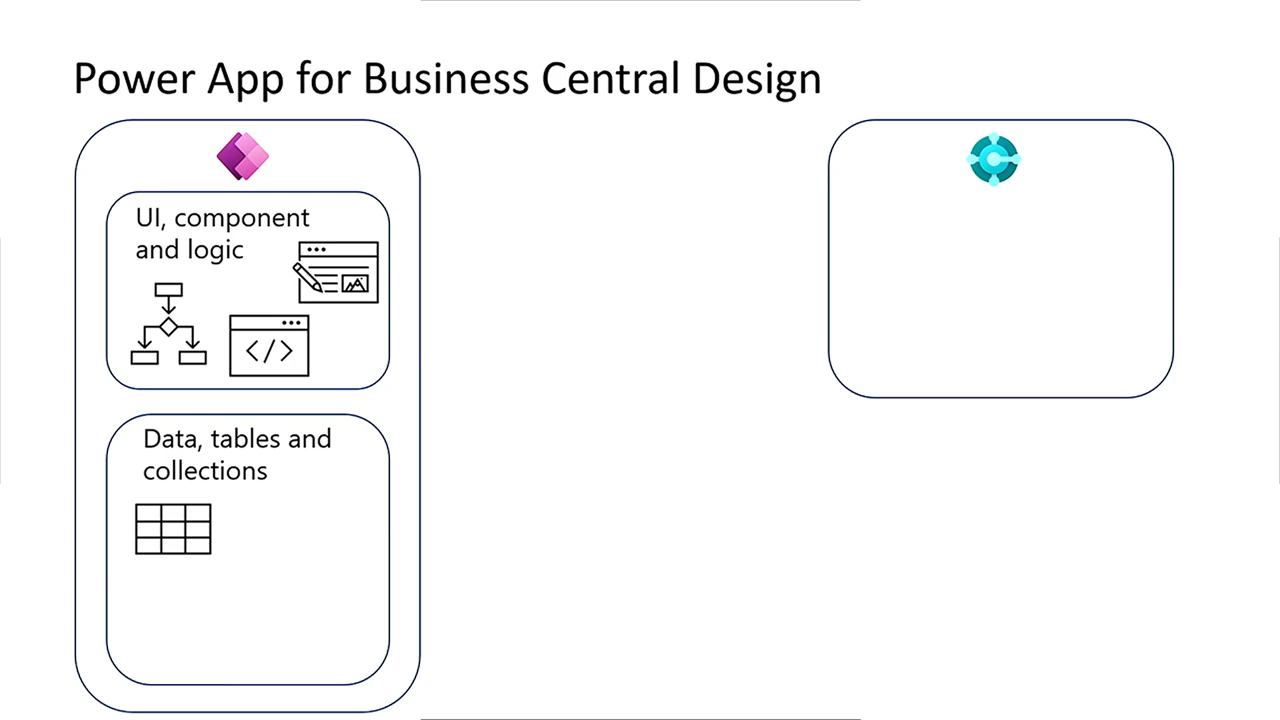 Power App for Business Central Design
UI, component
and logic
</>
Data, tables and
collections